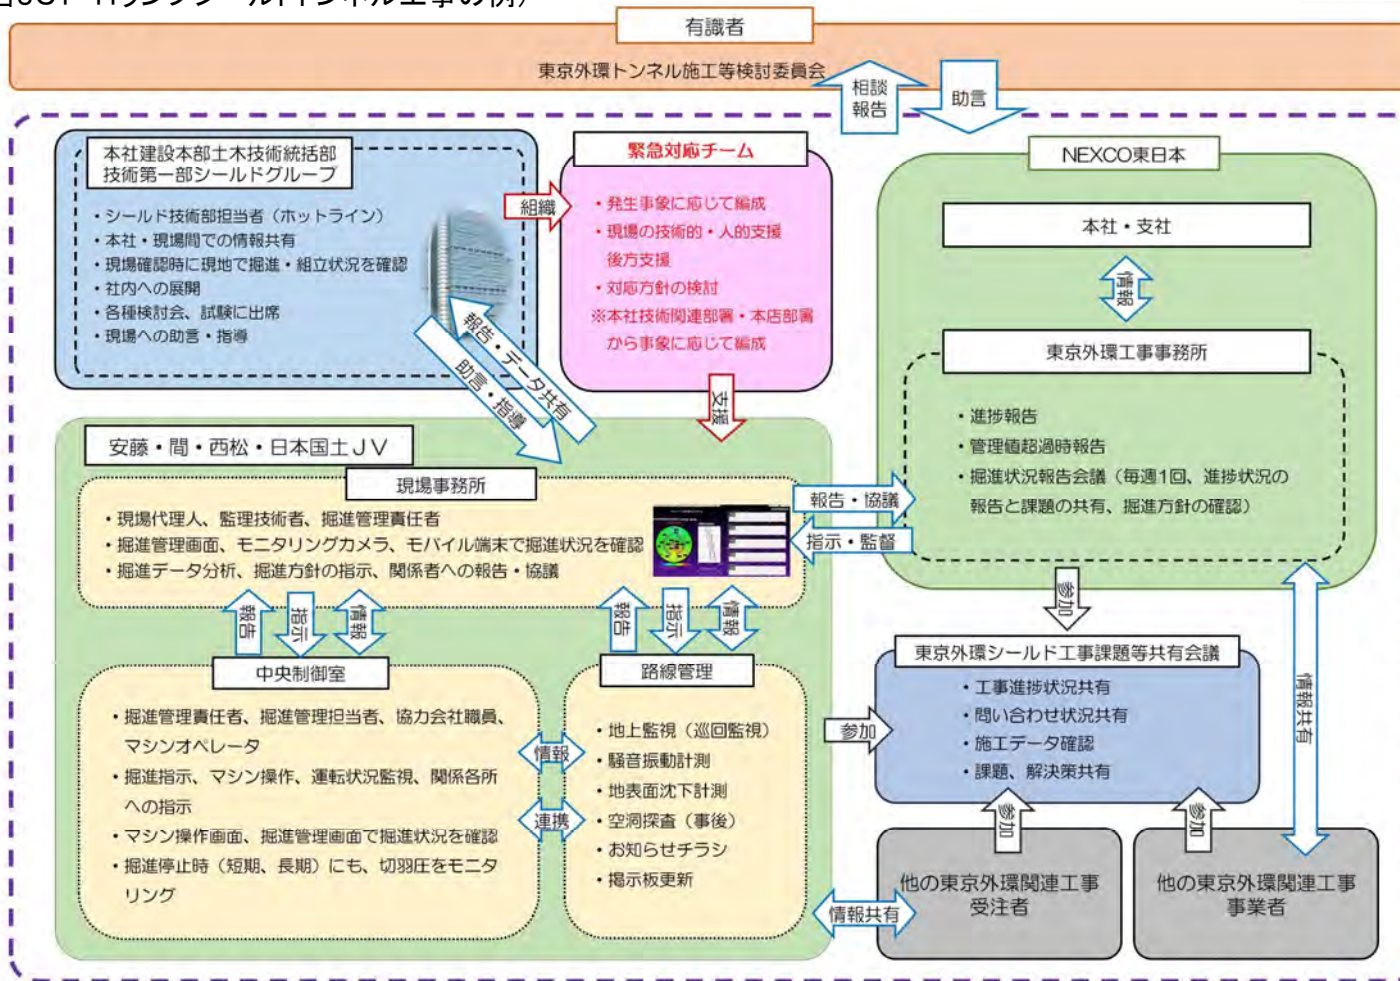 有識者
東京外環トンネル施工等検討委員会
相談
報告
助言
本社建設本部土木技術統括部
技術第一部シールドグループ
・シールド技術部担当者（ホットライン）
・本社・現場間での情報共有
・現場確認時に現地で掘進・組立状況を確認
・社内への展開
・各種検討会、試験に出席
・現場への助言・指導
組織
緊急対応チーム
・発生事象に応じて編成
・現場の技術的・人的支援
後方支援
・対応方針の検討
※本社技術関連部署・本店部署
から事象に応じて編成
報告・データ共有
助言・指導
支援
NEXCO東日本
本社・支社
情報
東京外環工事事務所
・進捗報告
・管理値超過時報告
・掘進状況報告会議（毎週1回、進捗状況の
報告と課題の共有、掘進方針の確認）
安藤・間・西松・日本国土ＪＶ
現場事務所
・現場代理人、監理技術者、掘進管理責任者
・掘進管理画面、モニタリングカメラ、モバイル端末で掘進状況を確認
・掘進データ分析、掘進方針の指示、関係者への報告・協議
報告・協議
指示・監督
報告
指示
情報
報告
指示
情報
中央制御室
・掘進管理責任者、掘進管理担当者、協力会社職員、
マシンオペレータ
・掘進指示、マシン操作、運転状況監視、関係各所
への指示
・マシン操作画面、掘進管理画面で掘進状況を確認
・掘進停止時（短期、長期）にも、切羽圧をモニタ
リング
情報
連携
路線管理
・地上監視（巡回監視）
・騒音振動計測
・地表面沈下計測
・空洞探査（事後）
・お知らせチラシ
・掲示板更新
参加
参加
東京外環シールド工事課題等共有会議
・工事進捗状況共有
・問い合わせ状況共有
・施工データ確認
・課題、解決策共有
情報共有
参加
参加
情報共有
他の東京外環関連工事
受注者
他の東京外環関連工事
事業者